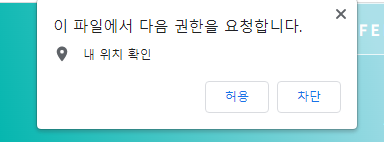 이 파일에서 다음 권한을 요청합니다.
내 위치 확인
허용 차단
FE